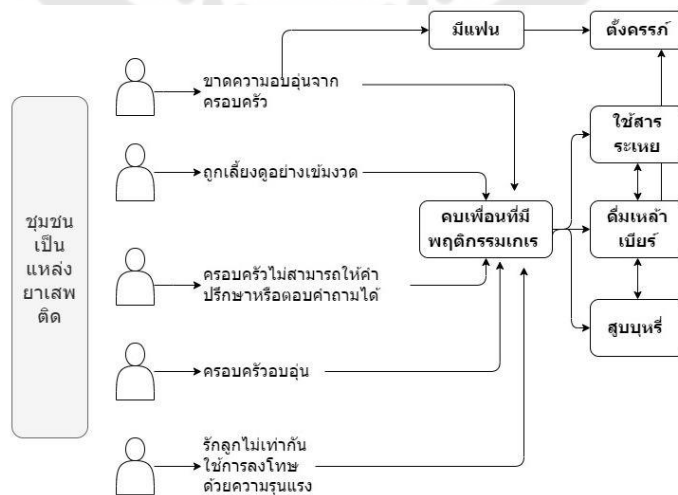 มีแฟน
ตั้งครรภ์
ขาดความอบอุ่นจาก
ครอบครัว
ใช้สาร
ระเหย
ถูกเลี้ยงดูอย่างเข้มงวด
ชุมชน
เป็น
แหล่ง
ยาเสพ
ติด
คบเพื่อนที่มี
พฤติกรรมเกเร
ดื่มเหล้า
เบียร์
ครอบครัวไม่สามารถให้คำ
ปรึกษาหรือตอบคำถามได้
สูบบุหรี่
ครอบครัวอบอุ่น
รักลูกไม่เท่ากัน
ใช้การลงโทษ
ด้วยความรุนแรง